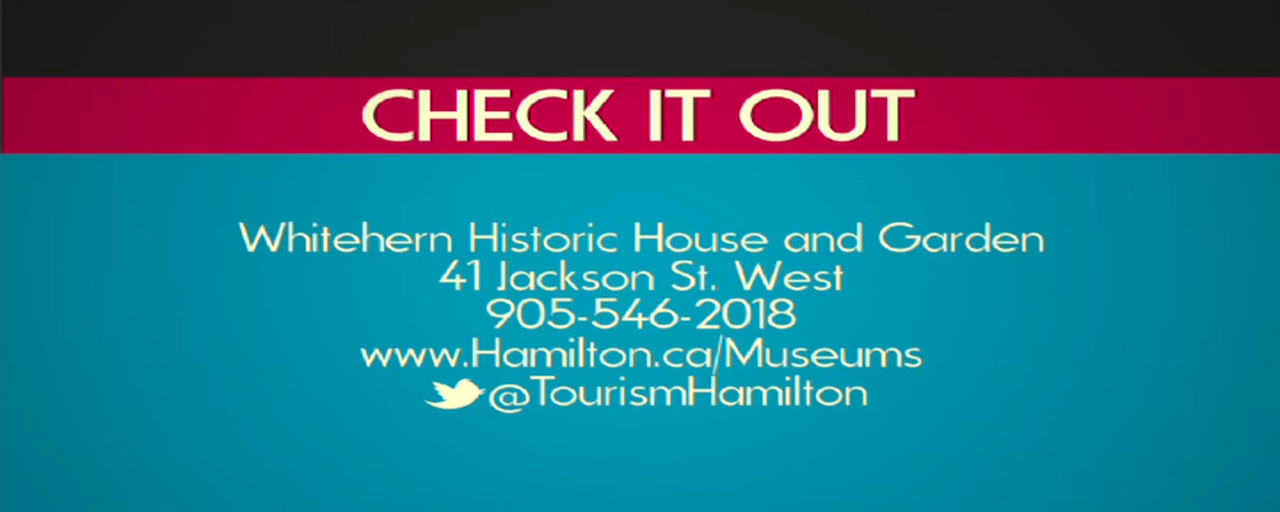 CHECK IT OUT
Whitehern Historic House and Garden
41 Jackson St. West
905-546-2018
www.Hamilton.ca/Museums
@TourismHamilton